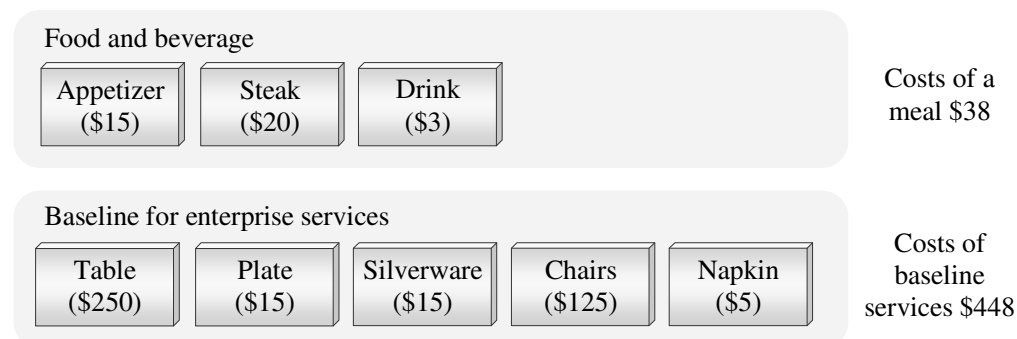 Food and beverage
Appetizer
($15)
Steak
($20)
Drink
($3)
Costs of a
meal $38
Baseline for enterprise services
Table
($250)
Plate
($15)
Silverware
($15)
Chairs
($125)
Napkin
($5)
Costs of
baseline
services $448